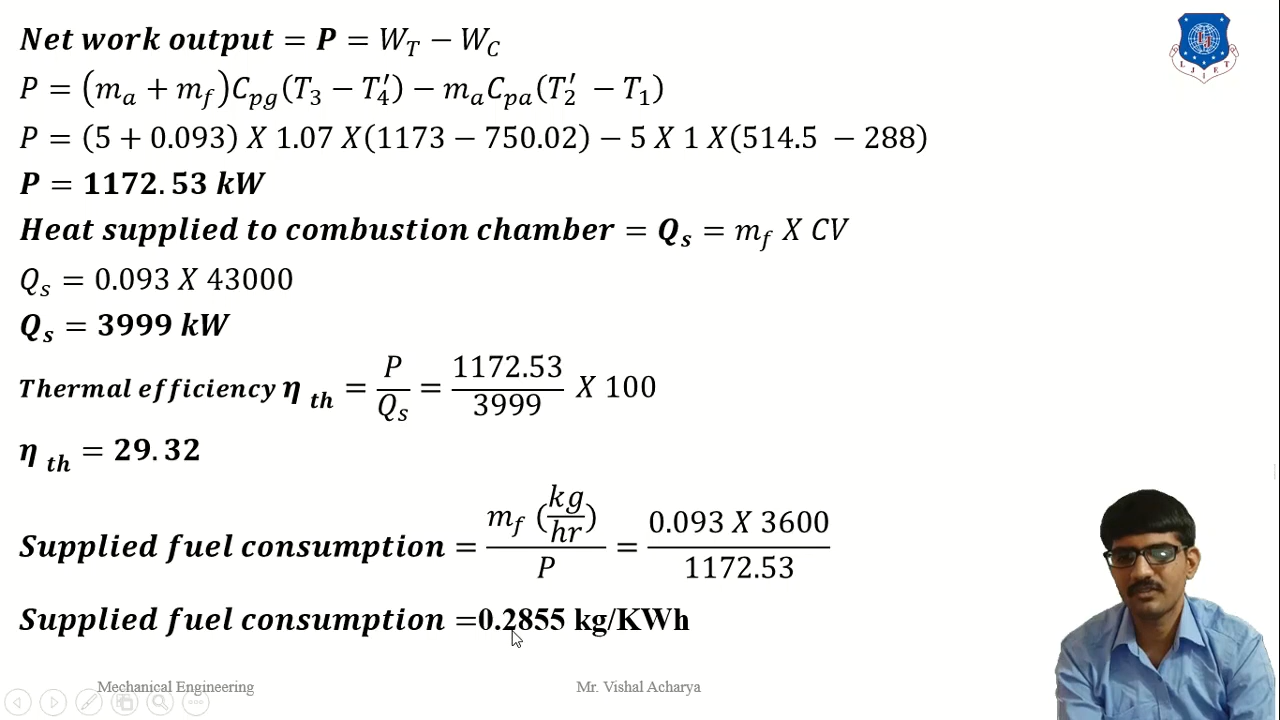 Net work output = P = W_T − W_C
P = (m_a + m_f)C_pg(T_3 − T_4′) − m_aC_pa(T_2′ − T_1)
P = (5 + 0.093) X 1.07 X(1173 − 750.02) − 5 X 1 X(514.5 − 288)
P = 1172.53 kW
Heat supplied to combustion chamber = Q_s = m_f X CV
Q_s = 0.093 X 43000
Q_s = 3999 kW
Thermal efficiency η_th = P/Q_s = 1172.53/3999 X 100
η_th = 29.32
Supplied fuel consumption = m_f (kg/hr)/P = 0.093 X 3600/1172.53
Supplied fuel consumption =0.2855 kg/KWh
Mechanical Engineering
Mr. Vishal Acharya
LJIET